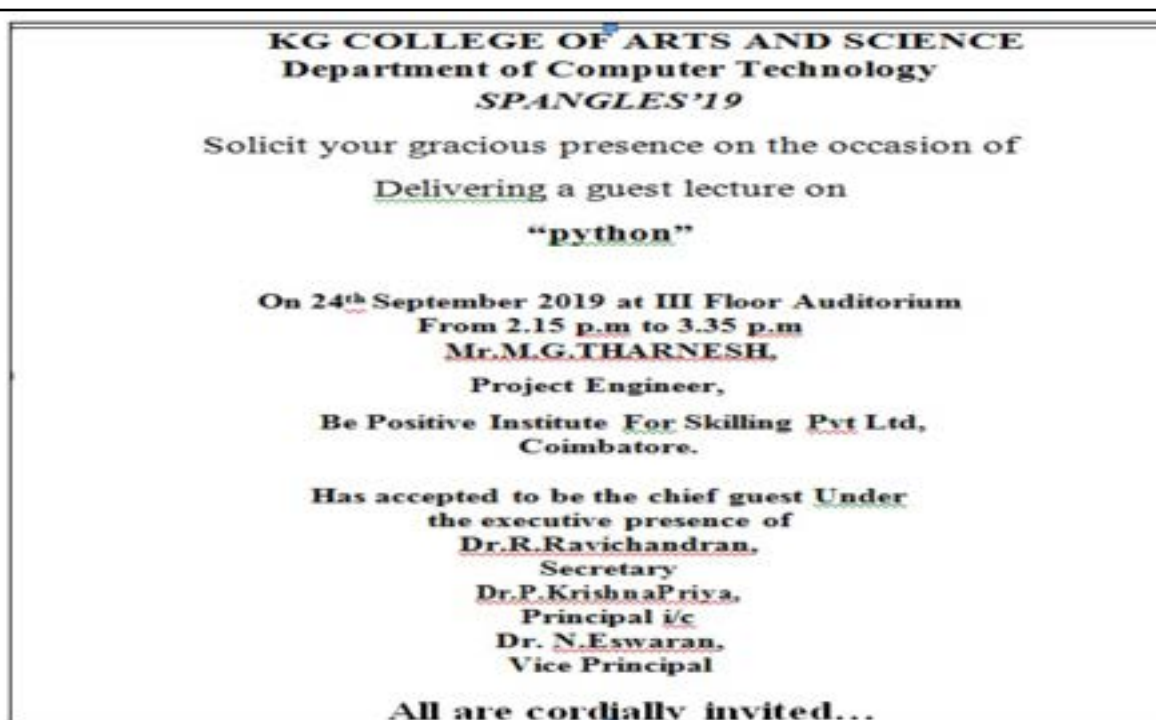 KG COLLEGE OF ARTS AND SCIENCE
Department of Computer Technology
SPANGLES’19
Solicit your gracious presence on the occasion of
Delivering a guest lecture on
“python”
On 24th September 2019 at III Floor Auditorium
From 2.15 p.m to 3.35 p.m
Mr.M.G.THARNESH,
Project Engineer,
Be Positive Institute For Skilling Pvt Ltd,
Coimbatore.
Has accepted to be the chief guest Under
the executive presence of
Dr.R.Ravichandran,
Secretary
Dr.P.KrishnaPriya,
Principal i/c
Dr. N.Eswaran,
Vice Principal
All are cordially invited...